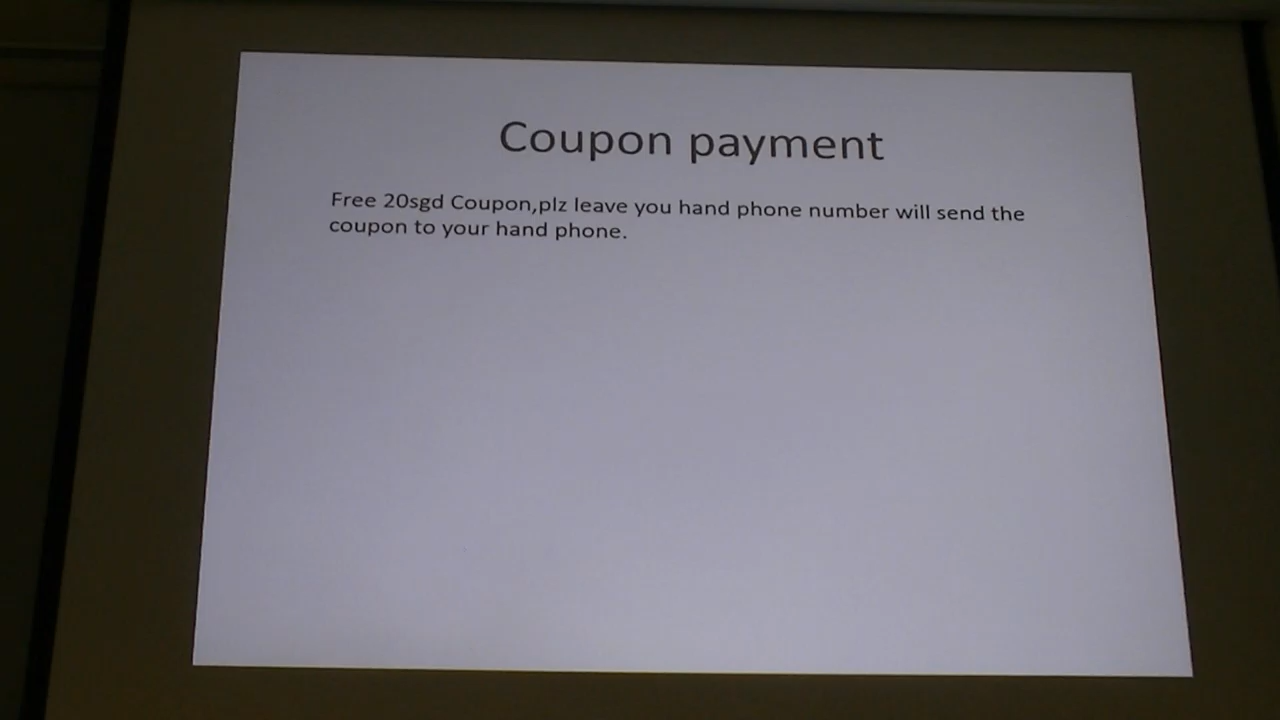 Coupon payment
Free 20sgd Coupon,plz leave you hand phone number will send the
coupon to your hand phone.